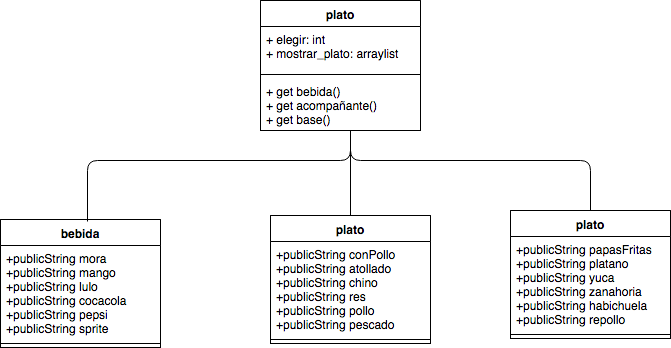 plato
+ elegir: int
+ mostrar_plato: arraylist
+ get bebida()
+ get acompañante()
+ get base()
bebida
+publicString mora
+publicString mango
+publicString lulo
+publicString cocacola
+publicString pepsi
+publicString sprite
plato
+publicString conPollo
+publicString atollado
+publicString chino
+publicString res
+publicString pollo
+publicString pescado
plato
+publicString papasFritas
+publicString platano
+publicString yuca
+publicString zanahoria
+publicString habichuela
+publicString repollo